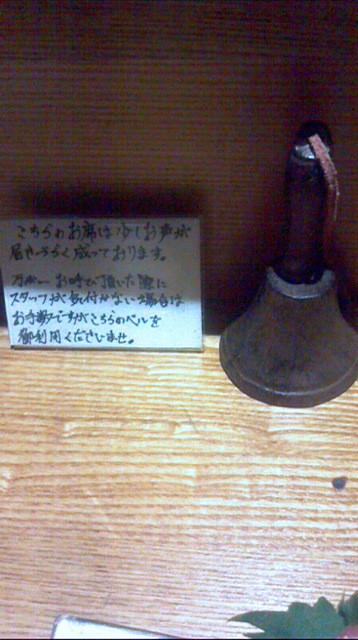 こちらのお席は少しお声が
届きづらく成っております。
万が一お呼び頂いた際に
スタッフが気付かない場合は
お手数ですがこちらのベルを
御利用くださいませ。